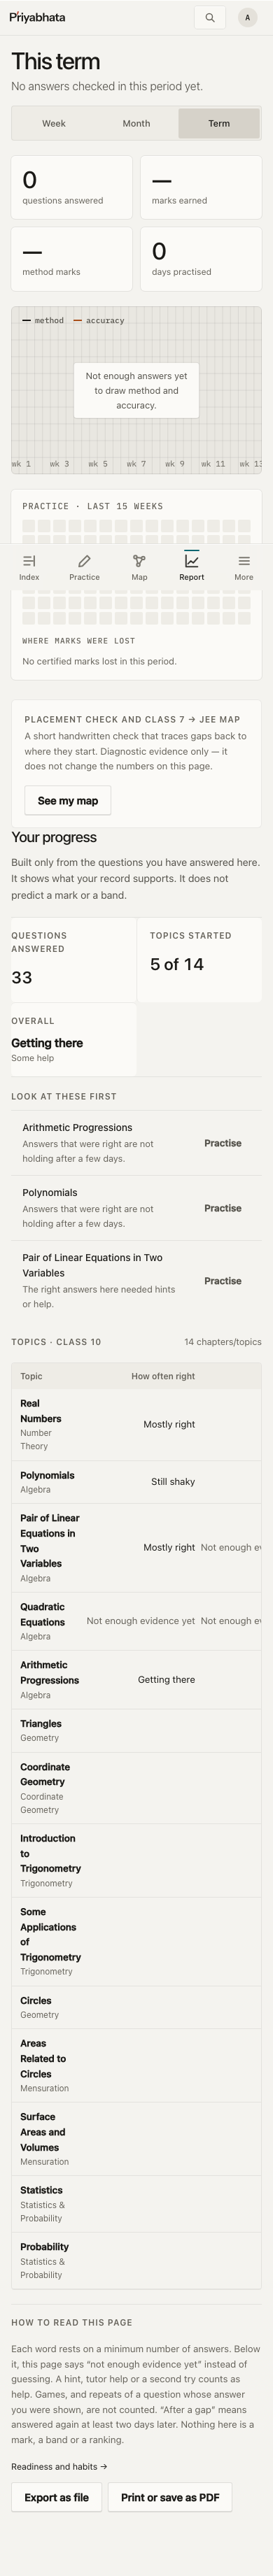 Priyabhata
A
This term
No answers checked in this period yet.
Week Month Term
0
questions answered
—
marks earned
—
method marks
0
days practised
method accuracy
Not enough answers yet
to draw method and
accuracy.
wk 1 wk 3 wk 5 wk 7 wk 9 wk 11 wk 13
PRACTICE · LAST 15 WEEKS
Index Practice Map Report More
WHERE MARKS WERE LOST
No certified marks lost in this period.
PLACEMENT CHECK AND CLASS 7 → JEE MAP
A short handwritten check that traces gaps back to
where they start. Diagnostic evidence only — it
does not change the numbers on this page.
See my map
Your progress
Built only from the questions you have answered here.
It shows what your record supports. It does not
predict a mark or a band.
QUESTIONS
ANSWERED
33
TOPICS STARTED
5 of 14
OVERALL
Getting there
Some help
LOOK AT THESE FIRST
Arithmetic Progressions
Answers that were right are not
holding after a few days.
Practise
Polynomials
Answers that were right are not
holding after a few days.
Practise
Pair of Linear Equations in Two
Variables
The right answers here needed hints
or help.
Practise
TOPICS · CLASS 10 14 chapters/topics
Topic How often right
Real
Numbers
Number
Theory
Mostly right
Polynomials
Algebra
Still shaky
Pair of Linear
Equations in
Two
Variables
Algebra
Mostly right Not enough ev
Quadratic
Equations
Algebra
Not enough evidence yet Not enough ev
Arithmetic
Progressions
Algebra
Getting there
Triangles
Geometry
Coordinate
Geometry
Coordinate
Geometry
Introduction
to
Trigonometry
Trigonometry
Some
Applications
of
Trigonometry
Trigonometry
Circles
Geometry
Areas
Related to
Circles
Mensuration
Surface
Areas and
Volumes
Mensuration
Statistics
Statistics &
Probability
Probability
Statistics &
Probability
HOW TO READ THIS PAGE
Each word rests on a minimum number of answers. Below
it, this page says “not enough evidence yet” instead of
guessing. A hint, tutor help or a second try counts as
help. Games, and repeats of a question whose answer
you were shown, are not counted. “After a gap” means
answered again at least two days later. Nothing here is a
mark, a band or a ranking.
Readiness and habits →
Export as file Print or save as PDF